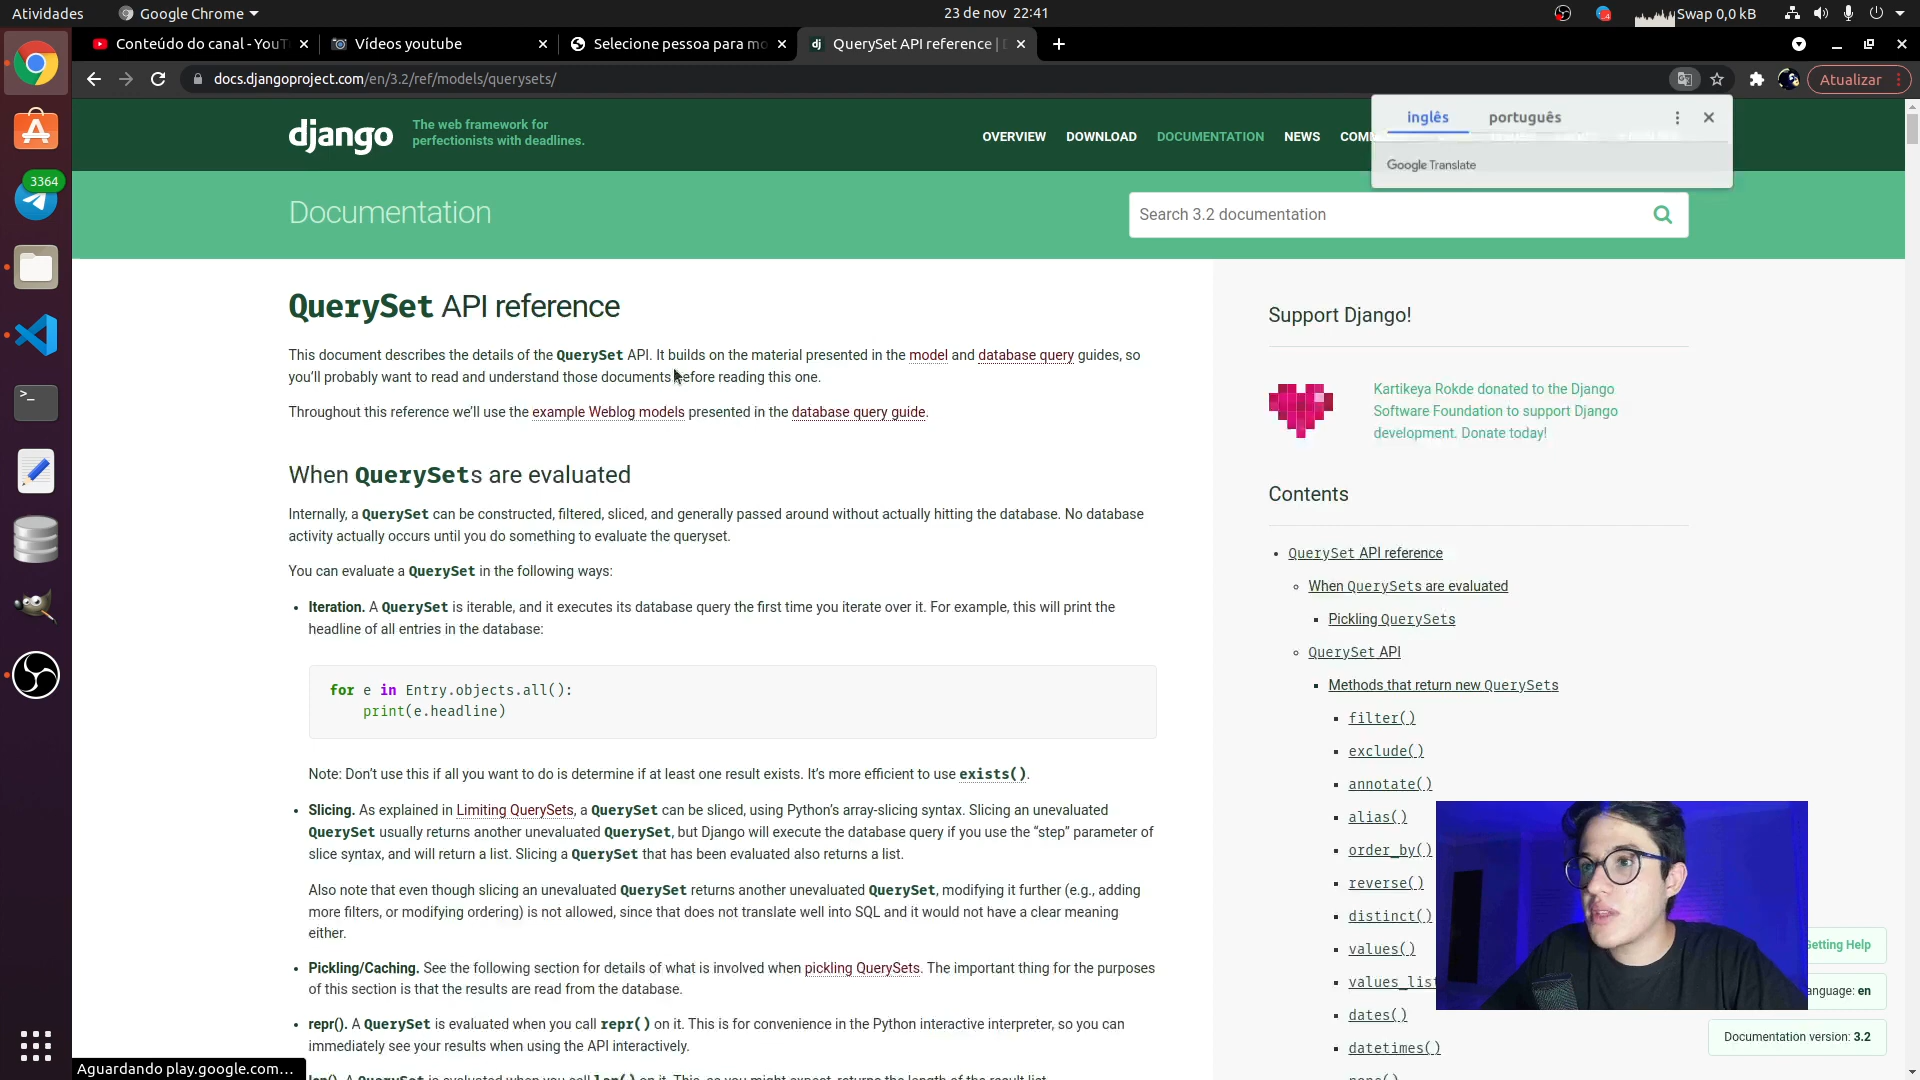 Atividades
Google Chrome
23 de nov 22:41
Swap 0,0 kB
Conteúdo do canal - YouT
Vídeos youtube
Selecione pessoa para mo
dj
QuerySet API reference |
docs.djangoproject.com/en/3.2/ref/models/querysets/
Atualizar
3364
django
The web framework for
perfectionists with deadlines.
OVERVIEW
DOWNLOAD
DOCUMENTATION
NEWS
inglês
português
Google Translate
Documentation
Search 3.2 documentation
QuerySet API reference
This document describes the details of the QuerySet API. It builds on the material presented in the model and database query guides, so
you’ll probably want to read and understand those documents before reading this one.
Throughout this reference we’ll use the example Weblog models presented in the database query guide.
When QuerySets are evaluated
Internally, a QuerySet can be constructed, filtered, sliced, and generally passed around without actually hitting the database. No database
activity actually occurs until you do something to evaluate the queryset.
You can evaluate a QuerySet in the following ways:
• Iteration. A QuerySet is iterable, and it executes its database query the first time you iterate over it. For example, this will print the
headline of all entries in the database:
for e in Entry.objects.all():
print(e.headline)
Note: Don’t use this if all you want to do is determine if at least one result exists. It’s more efficient to use exists().
• Slicing. As explained in Limiting QuerySets, a QuerySet can be sliced, using Python’s array-slicing syntax. Slicing an unevaluated
QuerySet usually returns another unevaluated QuerySet, but Django will execute the database query if you use the “step” parameter of
slice syntax, and will return a list. Slicing a QuerySet that has been evaluated also returns a list.
Also note that even though slicing an unevaluated QuerySet returns another unevaluated QuerySet, modifying it further (e.g., adding
more filters, or modifying ordering) is not allowed, since that does not translate well into SQL and it would not have a clear meaning
either.
• Pickling/Caching. See the following section for details of what is involved when pickling QuerySets. The important thing for the purposes
of this section is that the results are read from the database.
• repr(). A QuerySet is evaluated when you call repr() on it. This is for convenience in the Python interactive interpreter, so you can
immediately see your results when using the API interactively.
Support Django!
Kartikeya Rokde donated to the Django
Software Foundation to support Django
development. Donate today!
Contents
QuerySet API reference
When QuerySets are evaluated
Pickling QuerySets
QuerySet API
Methods that return new QuerySets
filter()
exclude()
annotate()
alias()
order_by()
reverse()
distinct()
values()
values_list
dates()
datetimes()
Getting Help
anguage: en
Documentation version: 3.2
Aguardando play.google.com…